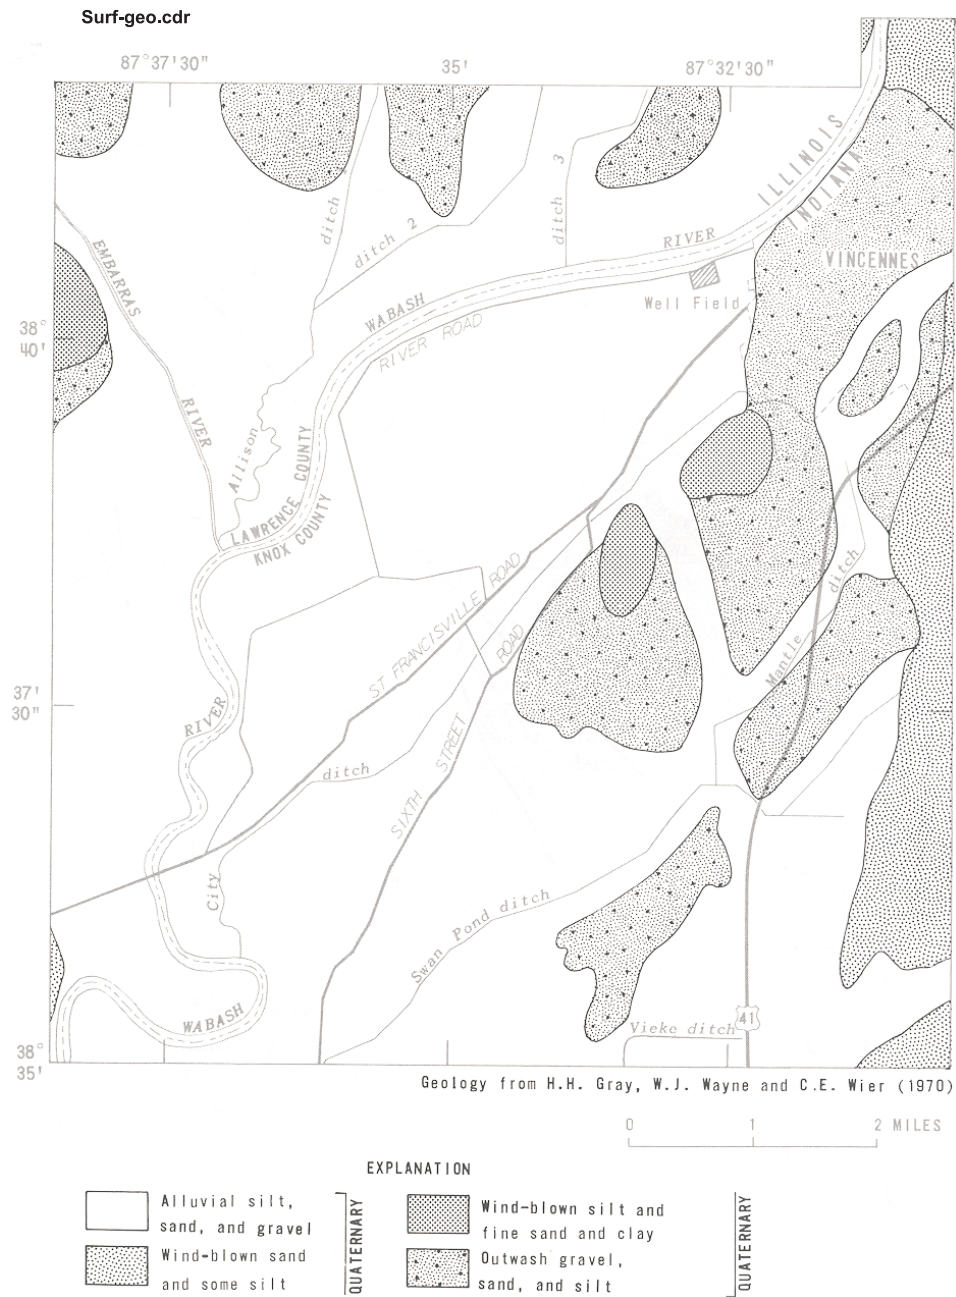 Surf-geo.cdr
87°37'30"
35'
87°32'30"
ILLINOIS
INDIANA
ditch 3
ditch
ditch 2
RIVER
VINCENNES
EMBARRAS
Well Field
WABASH
RIVER ROAD
38°
40'
RIVER
Allison
LAWRENCE COUNTY
KNOX COUNTY
ST FRANCISVILLE ROAD
ROAD
ditch
Mantle
37'
30"
RIVER
STREET
ditch
SIXTH
City
Swan Pond ditch
WABASH
41
Vieke ditch
38°
35'
Geology from H.H. Gray, W.J. Wayne and C.E. Wier (1970)
0 1 2 MILES
EXPLANATION
Alluvial silt,
sand, and gravel
Wind-blown sand
and some silt
QUATERNARY
Wind-blown silt and
fine sand and clay
Outwash gravel,
sand, and silt
QUATERNARY